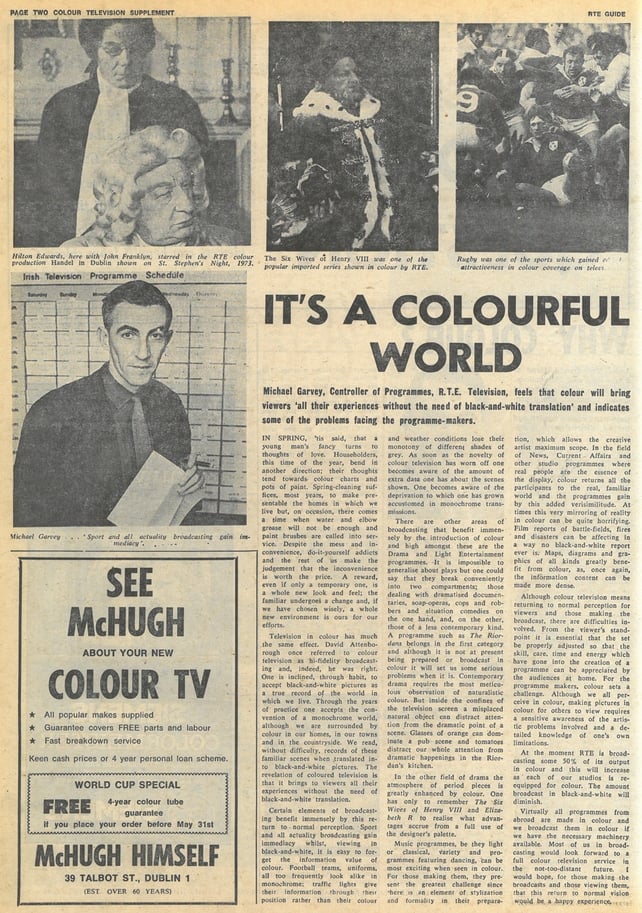 PAGE TWO COLOUR TELEVISION SUPPLEMENT
RTE GUIDE
Hilton Edwards, here with John Franklyn, starred in the RTE colour
production Handel in Dublin shown on St. Stephen's Night, 1973.
The Six Wives of Henry VIII was one of the
popular imported series shown in colour by RTE.
Rugby was one of the sports which gained
attractiveness in colour coverage on
Irish Television Programme Schedule
Saturday Sunday
Michael Garvey . . . 'Sport and all actuality broadcasting gain im-
mediacy'.
IT'S A COLOURFUL
WORLD
Michael Garvey, Controller of Programmes, R.T.E. Television, feels that colour will bring
viewers 'all their experiences without the need of black-and-white translation' and indicates
some of the problems facing the programme-makers.
IN SPRING, 'tis said, that a
young man's fancy turns to
thoughts of love. Householders,
this time of the year, bend in
another direction; their thoughts
tend towards colour charts and
pots of paint. Spring-cleaning suf-
fices, most years, to make pre-
sentable the homes in which we
live but, on occasion, there comes
a time when water and elbow
grease will not be enough and
paint brushes are called into ser-
vice. Despite the mess and in-
convenience, do-it-yourself addicts
and the rest of us make the
judgement that the inconvenience
is worth the price. A reward,
even if only a temporary one, is
a whole new look and feel; the
familiar undergoes a change and, if
we have chosen wisely, a whole
new environment is ours for our
efforts.
Television in colour has much
the same effect. David Attenbo-
rough once referred to colour
television as 'hi-fidelity broadcast-
ing and, indeed, he was right.
One is inclined, through habit, to
accept black-and-white pictures as
a true record of the world in
which we live. Through the years
of practice one accepts the con-
vention of a monochrome world,
although we are surrounded by
colour in our homes, in our towns
and in the countryside. We read,
without difficulty, records of these
familiar scenes when translated in-
to black-and-white pictures. The
revelation of coloured television is
that it brings to viewers all their
experiences without the need of
black-and-white translation.
Certain elements of broadcast-
ing benefit immensely by this re-
turn to normal perception. Sport
and all actuality broadcasting gain
immediacy whilst, viewing in
black-and-white, it is easy to for-
get the information value of
colour. Football teams, uniforms,
all too frequently look alike in
monochrome; traffic lights give
their information through their
position rather than their colour
and weather conditions lose their
monotony of different shades of
grey. As soon as the novelty of
colour television has worn off one
becomes aware of the amount of
extra data one has about the scenes
shown. One becomes aware of the
deprivation to which one has grown
accustomed in monochrome trans-
missions.
There are other areas of
broadcasting that benefit immen-
sely by the introduction of colour
and high amongst these are the
Drama and Light Entertainment
programmes. It is impossible to
generalise about plays but one could
say that they break conveniently
into two compartments; those
dealing with dramatised documen-
taries, soap-operas, cops and rob-
bers and situation comedies on
the one hand, and, on the other,
those of a less contemporary kind.
A programme such as The Rior-
dans belongs in the first category
and although it is not at present
being prepared or broadcast in
colour it will set us some serious
problems when it is. Contemporary
drama requires the most meticu-
lous observation of naturalistic
colour. But inside the confines of
the television screen a misplaced
natural object can distract atten-
tion from the dramatic point of a
scene. Glasses of orange can dom-
inate a pub scene and tomatoes
distract our whole attention from
dramatic happenings in the Rior-
dan's kitchen.
In the other field of drama the
atmosphere of period pieces is
greatly enhanced by colour. One
has only to remember The Six
Wives of Henry VIII and Eliza-
beth R to realise what advan-
tages accrue from a full use of
the designer's palette.
Music programmes, be they light
or classical, variety and pro-
grammes featuring dancing, can be
most exciting when seen in colour.
For those making them, they pre-
sent the greatest challenge since
there is an element of stylization
and formality in their prepara-
tion, which allows the creative
artist maximum scope. In the field
of News, Current Affairs and
other studio programmes where
real people are the essence of
the display, colour returns all the
participants to the real, familiar
world and the programmes gain
by this added verisimilitude. At
times this very mirroring of reality
in colour can be quite horrifying.
Film reports of battle-fields, fires
and disasters can be affecting in
a way no black-and-white report
ever is. Maps, diagrams and gra-
phics of all kinds greatly bene-
fit from colour, as, once again,
the information content can be
made more dense.
Although colour television means
returning to normal perception for
viewers and those making the
broadcast, there are difficulties in-
volved. From the viewer's stand-
point it is essential that the set
be properly adjusted so that the
skill, care, time and energy which
have gone into the creation of a
programme can be appreciated by
the audiences at home. For the
programme makers, colour sets a
challenge. Although we all per-
ceive in colour, making pictures in
colour for others to view requires
a sensitive awareness of the artis-
tic problems involved and a de-
tailed knowledge of one's own
limitations.
At the moment RTE is broad-
casting some 50% of its output
in colour and this will increase
as each of our studios is re-
equipped for colour. The amount
broadcast in black-and-white will
diminish.
Virtually all programmes from
abroad are made in colour and
we broadcast them in colour if
we have the necessary machinery
available. Most of us in broad-
casting would look forward to a
full colour television service in
the not-too-distant future. I
would hope, for those making the
broadcasts and those viewing them,
that this return to normal vision
would be a happy experience.
SEE
McHUGH
ABOUT YOUR NEW
COLOUR TV
★ All popular makes supplied
★ Guarantee covers FREE parts and labour
★ Fast breakdown service
Keen cash prices or 4 year personal loan scheme.
WORLD CUP SPECIAL
FREE 4-year colour tube
guarantee
If you place your order before May 31st
McHUGH HIMSELF
39 TALBOT ST., DUBLIN 1
(EST. OVER 60 YEARS)